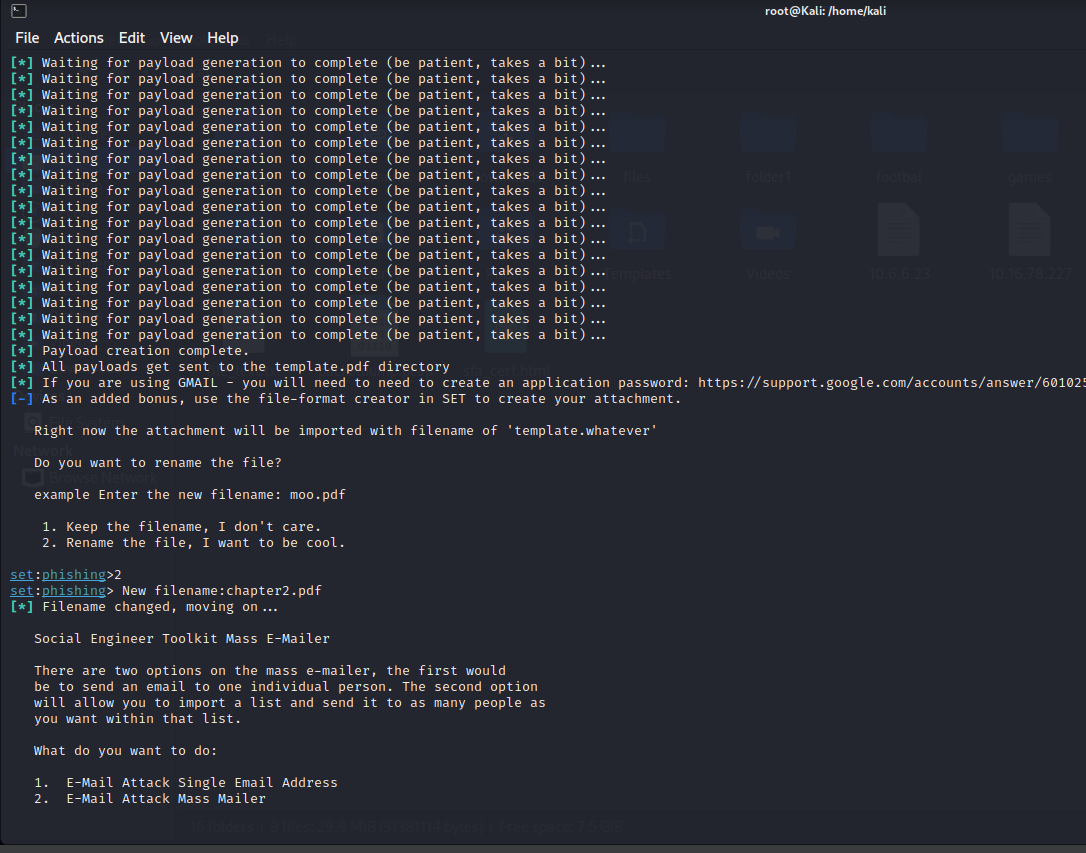 root@Kali: /home/kali
File Actions Edit View Help
[*] Waiting for payload generation to complete (be patient, takes a bit)...
[*] Waiting for payload generation to complete (be patient, takes a bit)...
[*] Waiting for payload generation to complete (be patient, takes a bit)...
[*] Waiting for payload generation to complete (be patient, takes a bit)...
[*] Waiting for payload generation to complete (be patient, takes a bit)...
[*] Waiting for payload generation to complete (be patient, takes a bit)...
[*] Waiting for payload generation to complete (be patient, takes a bit)...
[*] Waiting for payload generation to complete (be patient, takes a bit)...
files folder1 footbal games
[*] Waiting for payload generation to complete (be patient, takes a bit)...
[*] Waiting for payload generation to complete (be patient, takes a bit)...
[*] Waiting for payload generation to complete (be patient, takes a bit)...
[*] Waiting for payload generation to complete (be patient, takes a bit)...
[*] Waiting for payload generation to complete (be patient, takes a bit)...
[*] Waiting for payload generation to complete (be patient, takes a bit)...
Templates Videos 10.6.6.23 10.16.78.227
[*] Waiting for payload generation to complete (be patient, takes a bit)...
[*] Waiting for payload generation to complete (be patient, takes a bit)...
[*] Waiting for payload generation to complete (be patient, takes a bit)...
[*] Waiting for payload generation to complete (be patient, takes a bit)...
[*] Payload creation complete.
[*] All payloads get sent to the template.pdf directory
[*] If you are using GMAIL - you will need to need to create an application password: https://support.google.com/accounts/answer/601025
[-] As an added bonus, use the file-format creator in SET to create your attachment.
Right now the attachment will be imported with filename of 'template.whatever'
Network
Do you want to rename the file?
Browse Network
example Enter the new filename: moo.pdf
1. Keep the filename, I don't care.
2. Rename the file, I want to be cool.
set:phishing>2
set:phishing> New filename:chapter2.pdf
[*] Filename changed, moving on...
Social Engineer Toolkit Mass E-Mailer
There are two options on the mass e-mailer, the first would
be to send an email to one individual person. The second option
will allow you to import a list and send it to as many people as
you want within that list.
What do you want to do:
1. E-Mail Attack Single Email Address
2. E-Mail Attack Mass Mailer